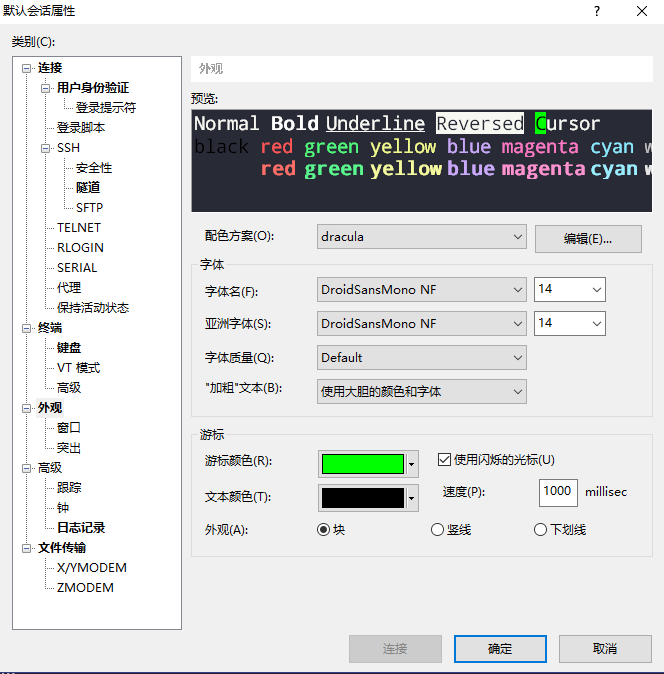 默认会话属性
?
类别(C):
连接
用户身份验证
登录提示符
登录脚本
SSH
安全性
隧道
SFTP
TELNET
RLOGIN
SERIAL
代理
保持活动状态
终端
键盘
VT 模式
高级
外观
窗口
突出
高级
跟踪
钟
日志记录
文件传输
X/YMODEM
ZMODEM
外观
预览:
Normal Bold Underline Reversed Cursor
black red green yellow blue magenta cyan w
red green yellow blue magenta cyan w
配色方案(O): dracula 编辑(E)...
字体
字体名(F): DroidSansMono NF 14
亚洲字体(S): DroidSansMono NF 14
字体质量(Q): Default
"加粗"文本(B): 使用大胆的颜色和字体
游标
游标颜色(R): 使用闪烁的光标(U)
文本颜色(T): 速度(P): 1000 millisec
外观(A): 块 竖线 下划线
连接 确定 取消